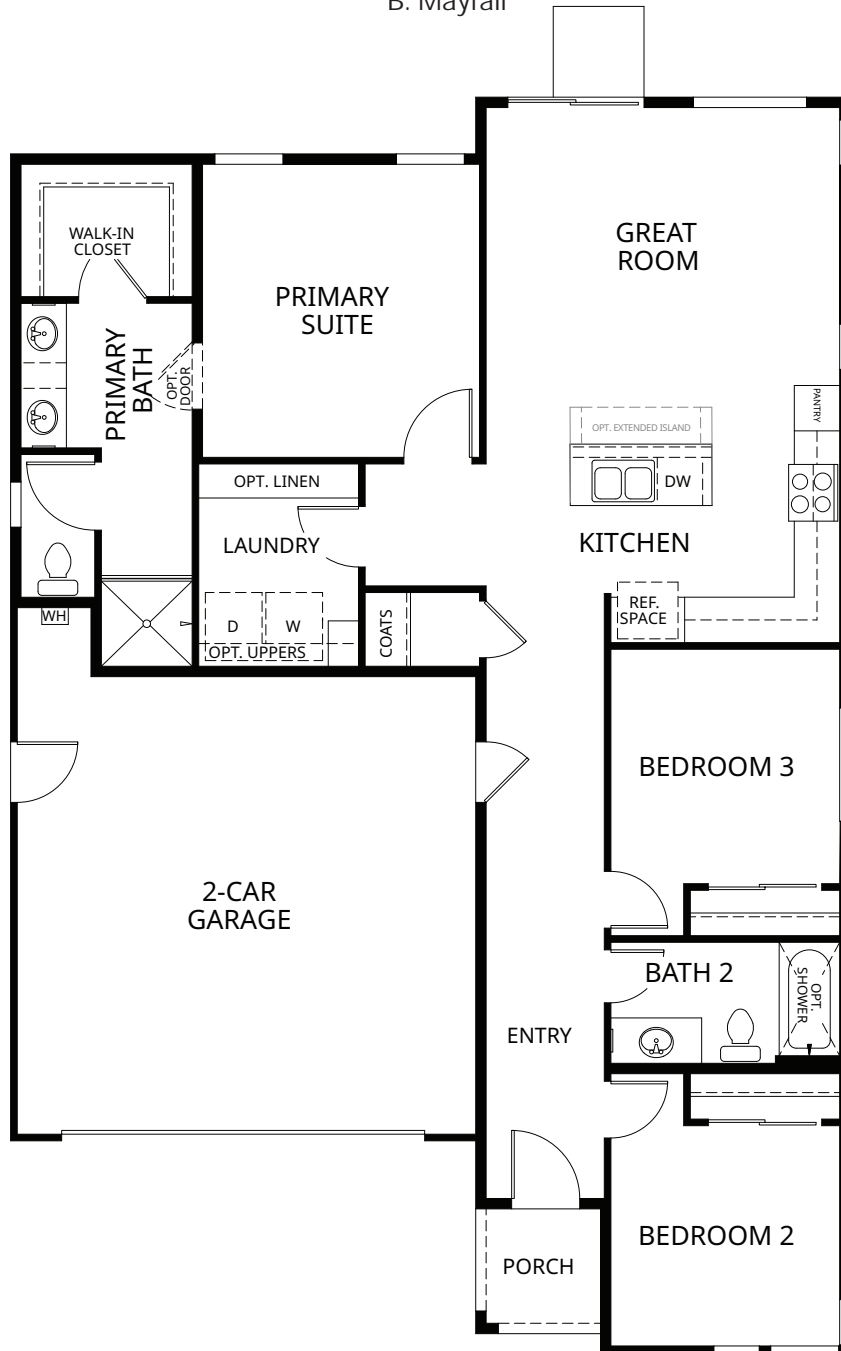 B: Mayfair
WALK-IN
CLOSET
PRIMARY
SUITE
GREAT
ROOM
PRIMARY
BATH
OPT.
DOOR
PANTRY
OPT. EXTENDED ISLAND
DW
OPT. LINEN
LAUNDRY
KITCHEN
WH
D
W
OPT. UPPERS
COATS
REF.
SPACE
BEDROOM 3
2-CAR
GARAGE
BATH 2
OPT.
SHOWER
ENTRY
PORCH
BEDROOM 2